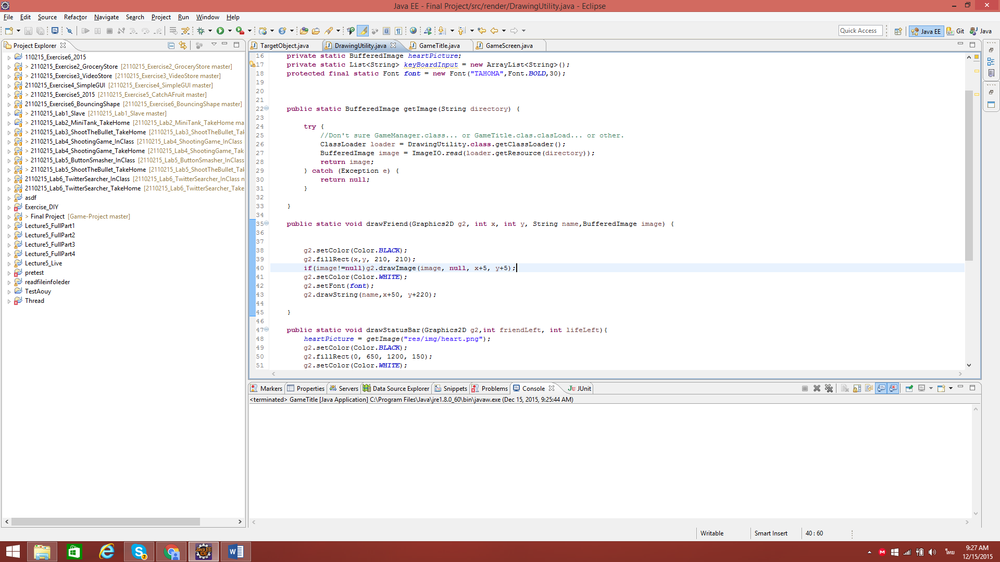 Java EE - Final Project/src/render/DrawingUtility.java - Eclipse
File Edit Source Refactor Navigate Search Project Run Window Help
Quick Access Java EE Git Java
Project Explorer
110215_Exercise6_2015
> 2110215_Exercise2_GroceryStore [2110215_Exercise2_GroceryStore master]
> 2110215_Exercise3_VideoStore [2110215_Exercise3_VideoStore master]
2110215_Exercise4_SimpleGUI [2110215_Exercise4_SimpleGUI master]
> 2110215_Exercise5_2015 [2110215_Exercise5_CatchAFruit master]
2110215_Exercise6_BouncingShape [2110215_Exercise6_BouncingShape master]
> 2110215_Lab1_Slave [2110215_Lab1_Slave master]
2110215_Lab2_MiniTank_TakeHome [2110215_Lab2_MiniTank_TakeHome ma
> 2110215_Lab3_ShootTheBullet_TakeHome [2110215_Lab3_ShootTheBullet_Ta
> 2110215_Lab4_ShootingGame_InClass [2110215_Lab4_ShootingGame_InClass
> 2110215_Lab4_ShootingGame_TakeHome [2110215_Lab4_ShootingGame_Tak
> 2110215_Lab5_ButtonSmasher_InClass [2110215_Lab5_ButtonSmasher_InClass
> 2110215_Lab5_ShootTheBullet_TakeHome [2110215_Lab5_ShootTheBullet_Ta
2110215_Lab6_TwitterSearcher_InClass [2110215_Lab6_TwitterSearcher_InClass n
2110215_Lab6_TwitterSearcher_TakeHome [2110215_Lab6_TwitterSearcher_Take
asdf
Exercise_DIY
> Final Project [Game-Project master]
Lecture5_FullPart1
Lecture5_FullPart2
Lecture5_FullPart3
Lecture5_FullPart4
Lecture5_Live
pretest
readfileinfoleder
TestAouy
Thread
TargetObject.java DrawingUtility.java GameTitle.java GameScreen.java
16 private static BufferedImage heartPicture;
17 private static List<String> keyBoardInput = new ArrayList<String>();
18 protected final static Font font = new Font("TAHOMA",Font.BOLD,30);
19
20
21
22 public static BufferedImage getImage(String directory) {
23
24 try {
25 //Don't sure GameManager.class... or GameTitle.clas.clasLoad... or other.
26 ClassLoader loader = DrawingUtility.class.getClassLoader();
27 BufferedImage image = ImageIO.read(loader.getResource(directory));
28 return image;
29 } catch (Exception e) {
30 return null;
31 }
32
33 }
34
35 public static void drawFriend(Graphics2D g2, int x, int y, String name,BufferedImage image) {
36
37
38 g2.setColor(Color.BLACK);
39 g2.fillRect(x,y, 210, 210);
40 if(image!=null)g2.drawImage(image, null, x+5, y+5);
41 g2.setColor(Color.WHITE);
42 g2.setFont(font);
43 g2.drawString(name,x+50, y+220);
44
45 }
46
47 public static void drawStatusBar(Graphics2D g2,int friendLeft, int lifeLeft){
48 heartPicture = getImage("res/img/heart.png");
49 g2.setColor(Color.BLACK);
50 g2.fillRect(0, 650, 1200, 150);
51 g2.setColor(Color.WHITE);
Markers Properties Servers Data Source Explorer Snippets Problems Console JUnit
<terminated> GameTitle [Java Application] C:\Program Files\Java\jre1.8.0_60\bin\javaw.exe (Dec 15, 2015, 9:25:44 AM)
Writable Smart Insert 40 : 60
ไทย
9:27 AM
12/15/2015